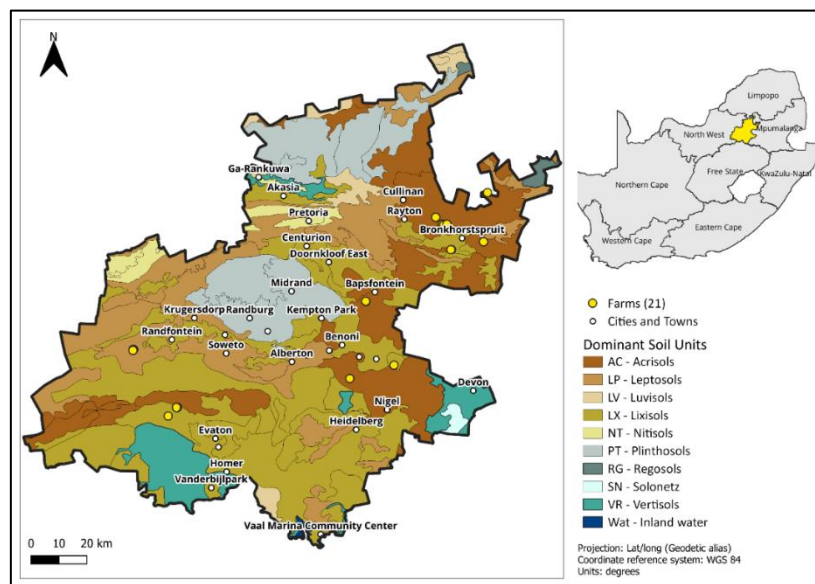 N
Ga-Rankuwa
Akasia
Cullinan
Rayton
Pretoria
Bronkhorstspruit
Centurion
Doornkloof East
Midrand
Bapsfontein
Krugersdorp
Randburg
Kempton Park
Randfontein
Benoni
Soweto
Alberton
Devon
Nigel
Heidelberg
Evaton
Homer
Vanderbijlpark
Vaal Marina Community Center
0 10 20 km
Limpopo
North West
Mpumalanga
Free State
KwaZulu-Natal
Northern Cape
Eastern Cape
Western Cape
Farms (21)
Cities and Towns
Dominant Soil Units
AC - Acrisols
LP - Leptosols
LV - Luvisols
LX - Lixisols
NT - Nitisols
PT - Plinthosols
RG - Regosols
SN - Solonetz
VR - Vertisols
Wat - Inland water
Projection: Lat/long (Geodetic alias)
Coordinate reference system: WGS 84
Units: degrees